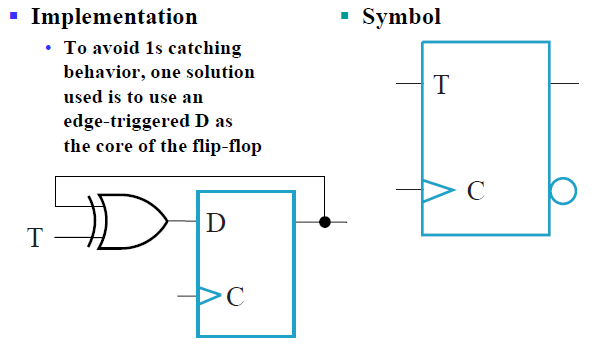 Implementation
To avoid 1s catching
behavior, one solution
used is to use an
edge-triggered D as
the core of the flip-flop
T
D
C
Symbol
T
C